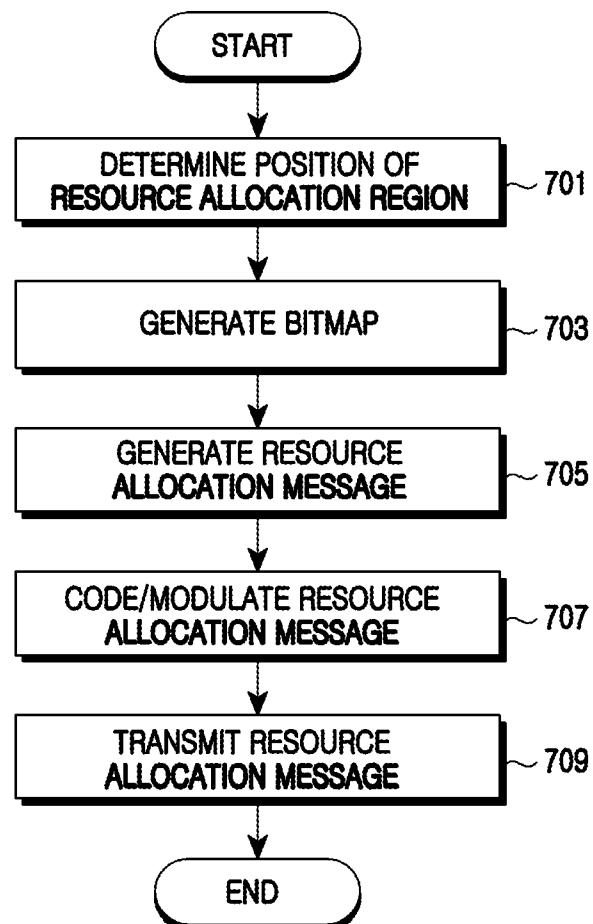 START
DETERMINE POSITION OF
RESOURCE ALLOCATION REGION
701
GENERATE BITMAP
703
GENERATE RESOURCE
ALLOCATION MESSAGE
705
CODE/MODULATE RESOURCE
ALLOCATION MESSAGE
707
TRANSMIT RESOURCE
ALLOCATION MESSAGE
709
END